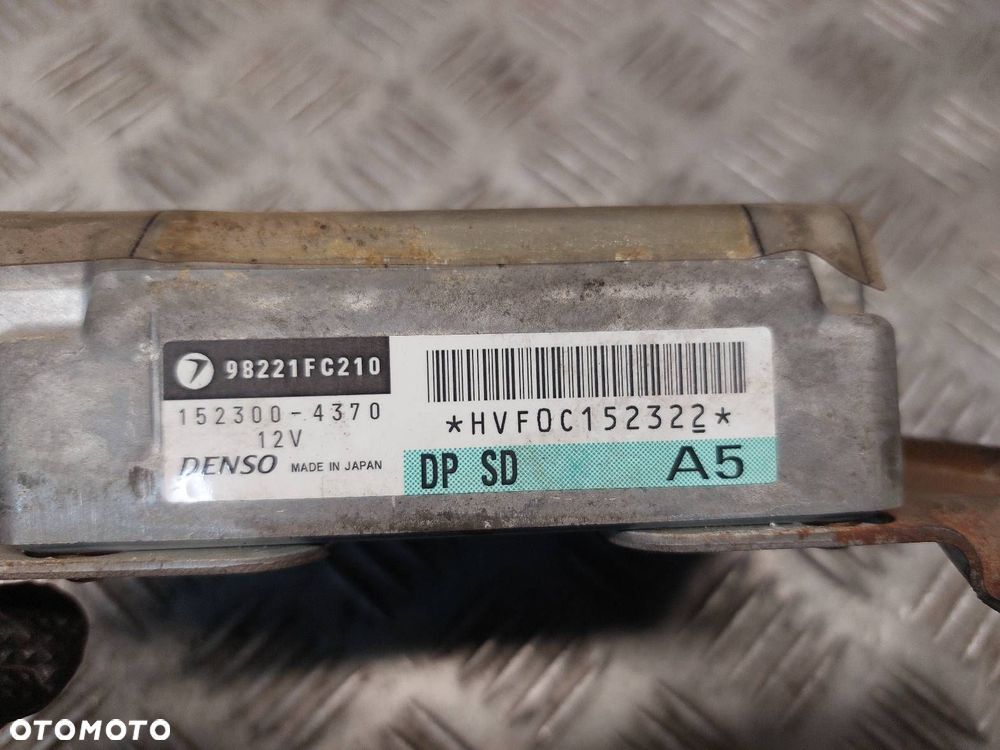 98221FC210
152300-4370
12V
DENSO MADE IN JAPAN
*HVF0C152322*
DP SD A5
OTOMOTO